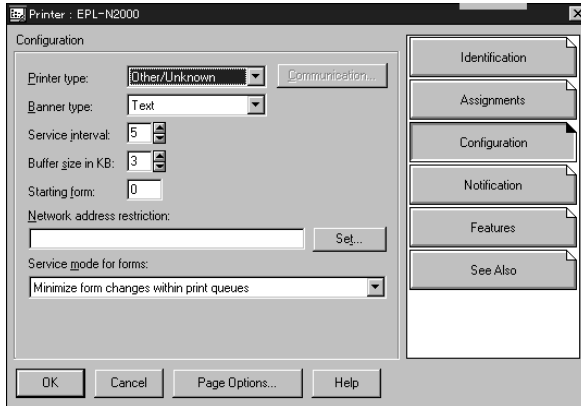 Printer : EPL-N2000
Configuration
Printer type: Other/Unknown Communication...
Banner type: Text
Service interval: 5
Buffer size in KB: 3
Starting form: 0
Network address restriction:
Set...
Service mode for forms:
Minimize form changes within print queues
OK Cancel Page Options... Help
Identification
Assignments
Configuration
Notification
Features
See Also